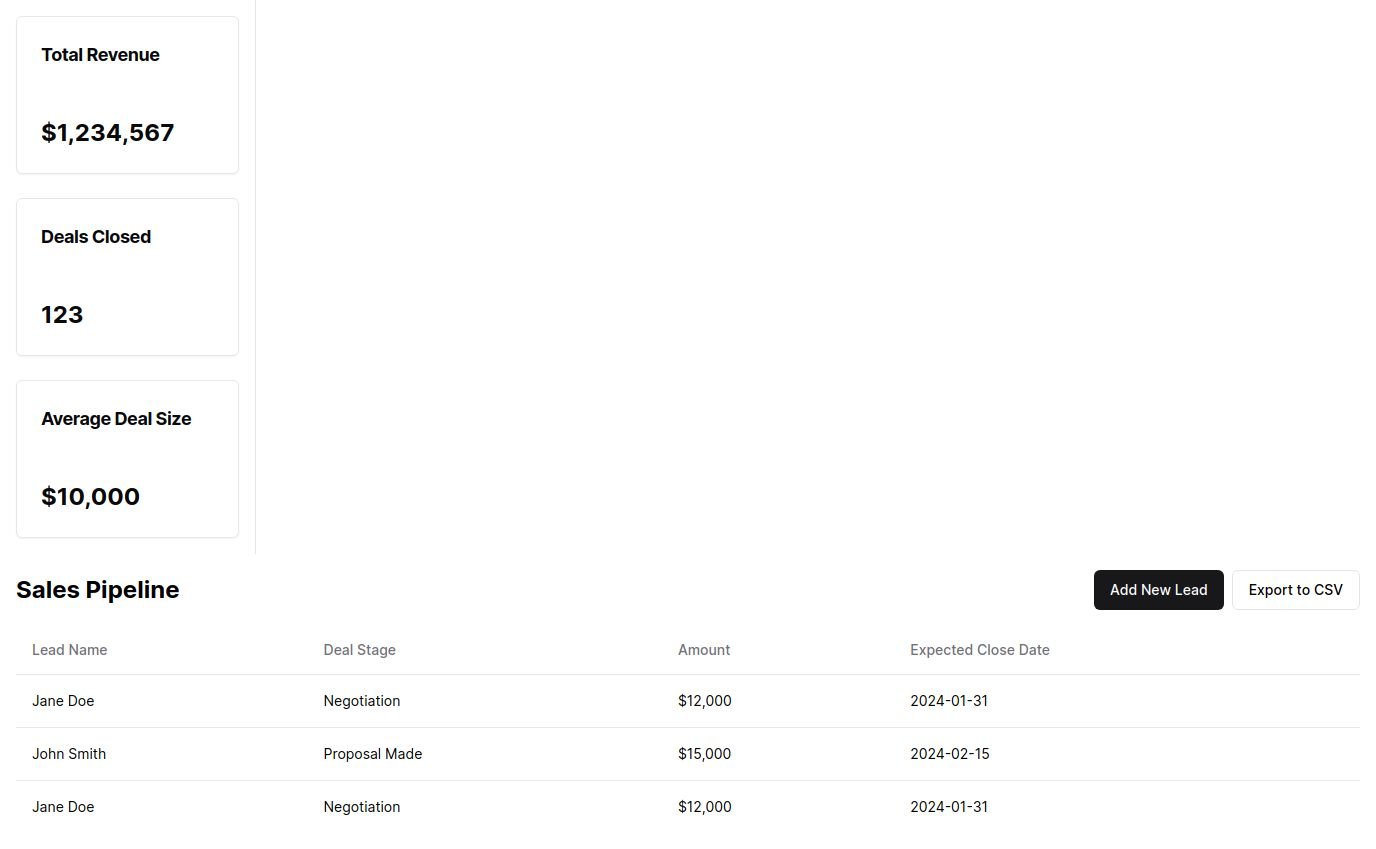 Total Revenue
$1,234,567
Deals Closed
123
Average Deal Size
$10,000
Sales Pipeline
Add New Lead
Export to CSV
Lead Name Deal Stage Amount Expected Close Date
Jane Doe Negotiation $12,000 2024-01-31
John Smith Proposal Made $15,000 2024-02-15
Jane Doe Negotiation $12,000 2024-01-31